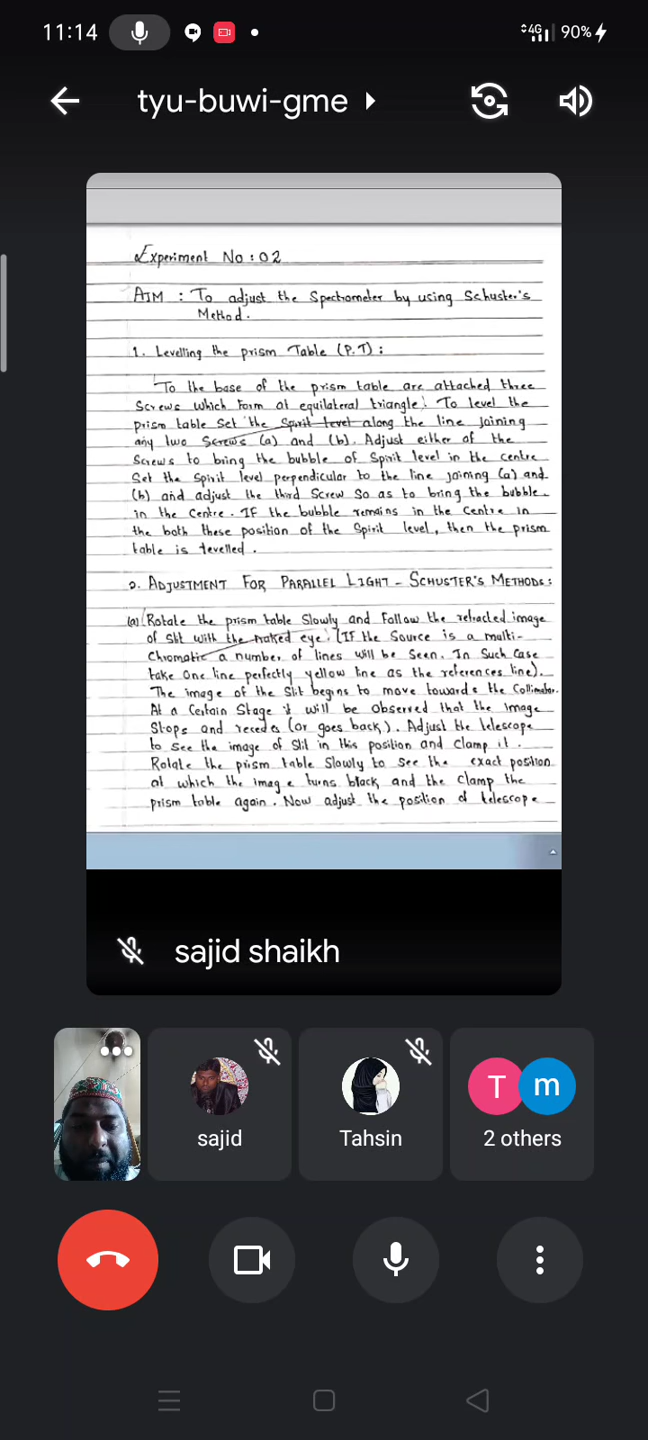 11:14
4G
90%
tyu-buwi-gme
Experiment No : 02
AIM : To adjust the Spectrometer by using Schuster's
Method.
1. Levelling the prism Table (P.T) :
To the base of the prism table are attached three
Screws which form at equilateral triangle. To level the
prism table Set the Spirit level along the line joining
any two Screws (a) and (b). Adjust either of the
Screws to bring the bubble of Spirit level in the centre
Set the Spirit level perpendicular to the line joining (a) and
(b) and adjust the third Screw So as to bring the bubble
in the Centre. IF the bubble remains in the Centre in
the both these position of the Spirit level, then the prism
table is levelled.
2. ADJUSTMENT FOR PARALLEL LIGHT - SCHUSTER'S METHODS:
(a) Rotate the prism table Slowly and Follow the refracted image
of Slit with the naked eye. (IF the Source is a multi-
Chromatic a number of lines will be Seen. In Such Case
take One line perfectly yellow line as the references line).
The image of the Slit begins to move towards the Collimator.
At a Certain Stage it will be observed that the Image
Stops and recedes (or goes back). Adjust the telescope
to see the image of Slit in this position and Clamp it.
Rotate the prism table Slowly to See the exact position
at which the image turns black and the clamp the
prism table again. Now adjust the position of telescope
sajid shaikh
sajid
Tahsin
T
m
2 others